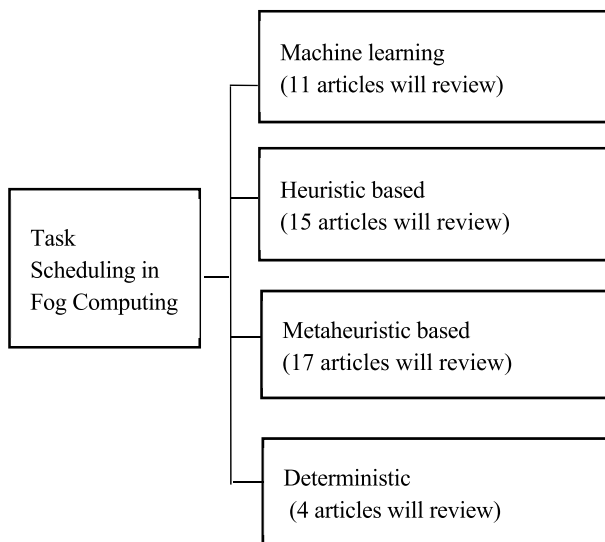 Machine learning
(11 articles will review)
Heuristic based
(15 articles will review)
Task
Scheduling in
Fog Computing
Metaheuristic based
(17 articles will review)
Deterministic
(4 articles will review)